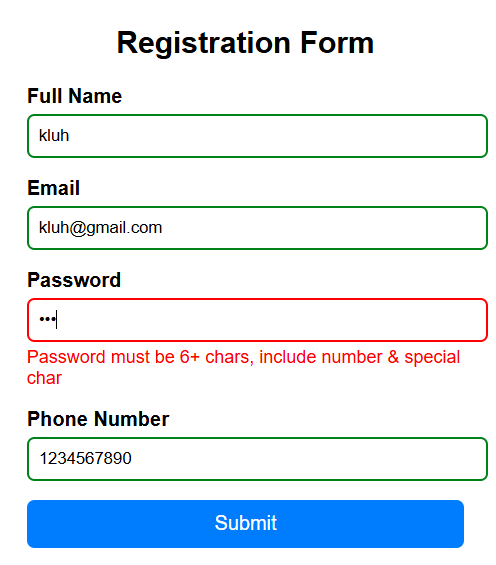 Registration Form
Full Name
kluh
Email
kluh@gmail.com
Password
•••
Password must be 6+ chars, include number & special
char
Phone Number
1234567890
Submit